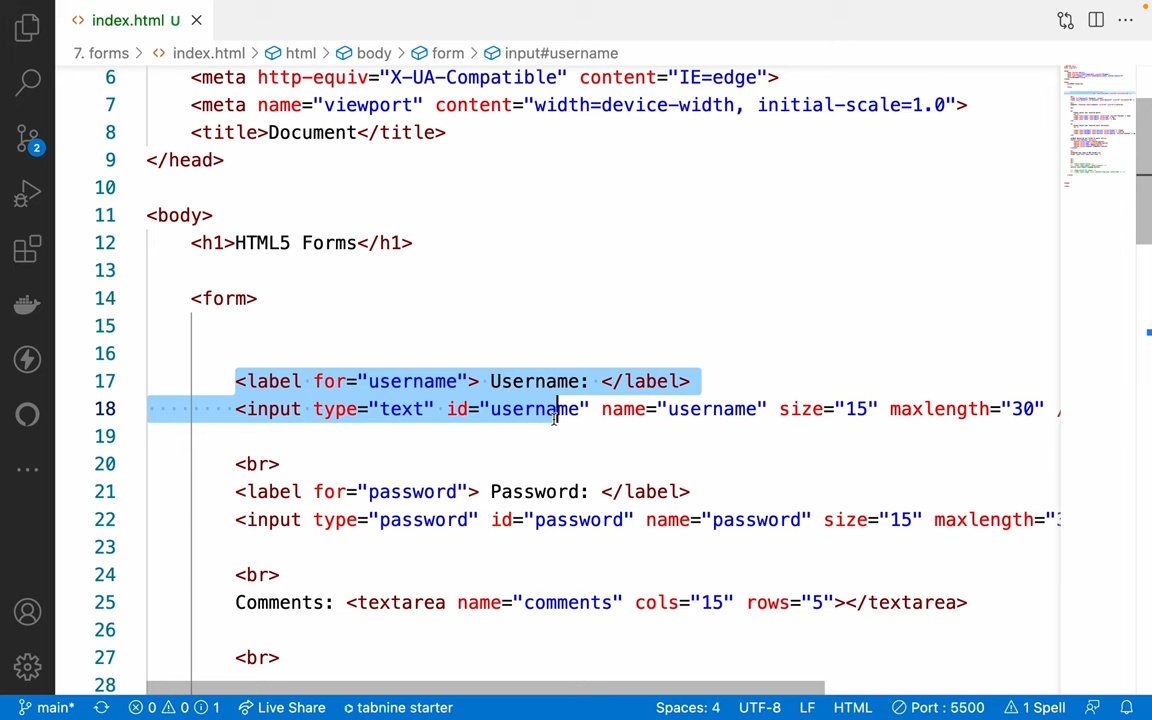 <> index.html U ×
7. forms > <> index.html > html > body > form > input#username
6 <meta http-equiv="X-UA-Compatible" content="IE=edge">
7 <meta name="viewport" content="width=device-width, initial-scale=1.0">
8 <title>Document</title>
9 </head>
10
11 <body>
12 <h1>HTML5 Forms</h1>
13
14 <form>
15
16
17 <label for="username"> Username: </label>
18 <input type="text" id="username" name="username" size="15" maxlength="30" /
19
20 <br>
21 <label for="password"> Password: </label>
22 <input type="password" id="password" name="password" size="15" maxlength="3
23
24 <br>
25 Comments: <textarea name="comments" cols="15" rows="5"></textarea>
26
27 <br>
28
2
main* 0 0 1 Live Share tabnine starter Spaces: 4 UTF-8 LF HTML Port : 5500 1 Spell